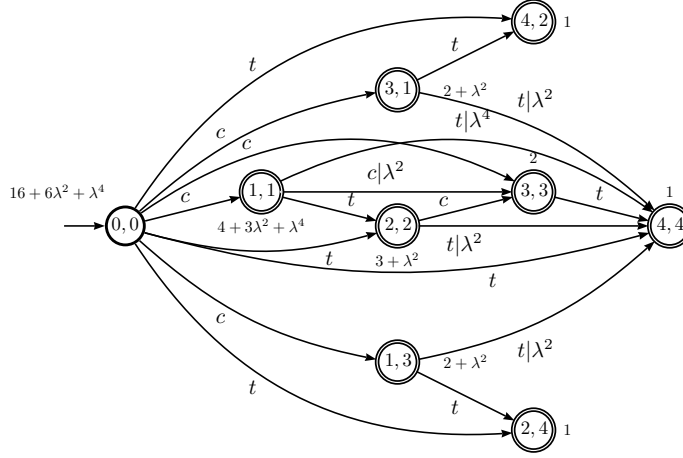 4, 2
1
t
t
3, 1
2 + λ²
t|λ²
c
t|λ⁴
c
2
16 + 6λ² + λ⁴
c|λ²
1
1, 1
3, 3
c
t
c
t
0, 0
4 + 3λ² + λ⁴
2, 2
4, 4
t|λ²
t
3 + λ²
t
c
t|λ²
1, 3
2 + λ²
t
t
2, 4
1